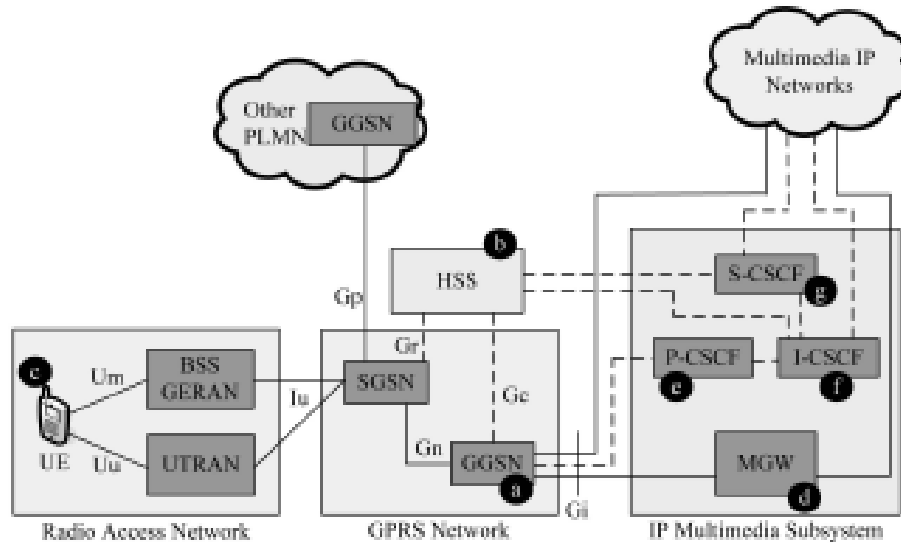 Multimedia IP
Networks
Other
PLMN
GGSN
b
HSS
S-CSCF
g
Gp
Gr
P-CSCF
e
I-CSCF
f
c
Um
BSS
GERAN
Iu
SGSN
Gc
UE
Uu
UTRAN
Gn
GGSN
a
Gi
MGW
d
Radio Access Network
GPRS Network
IP Multimedia Subsystem